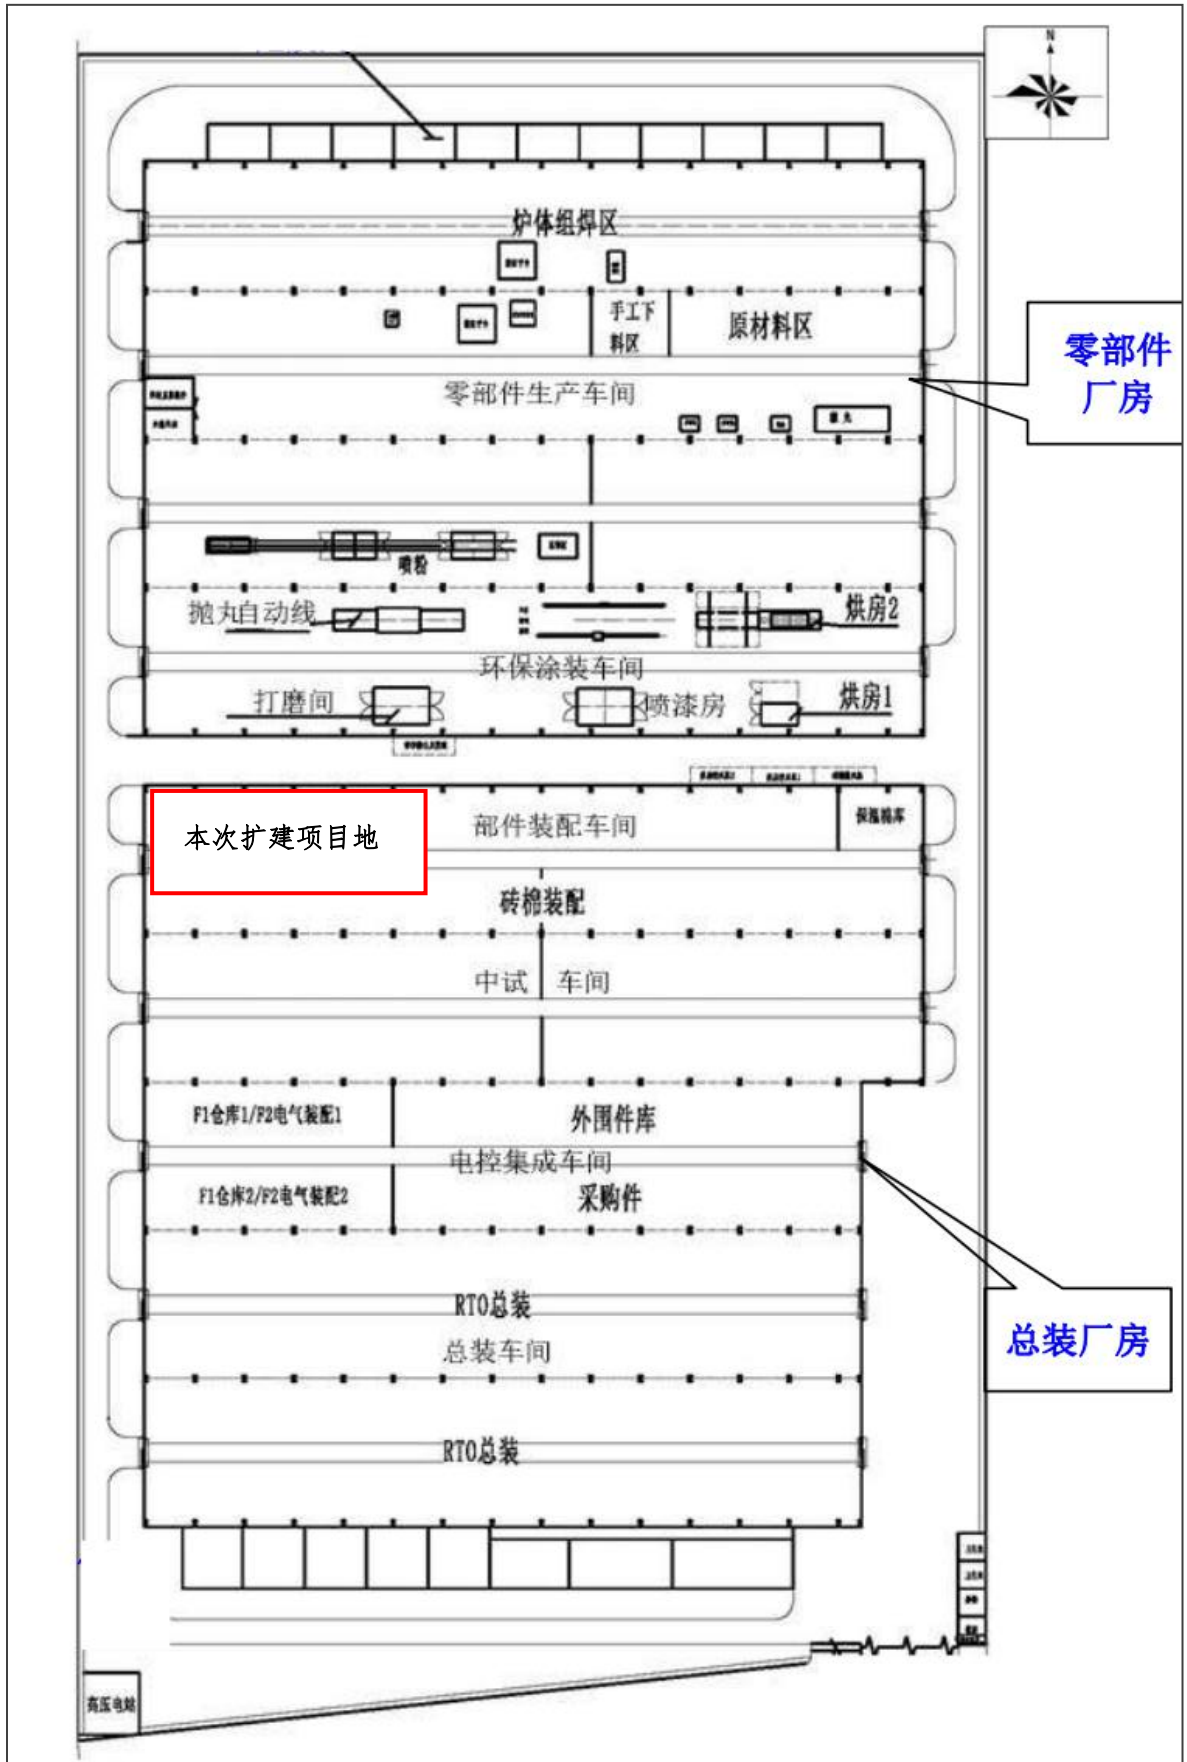 N
炉体组焊区
手工下
料区
原材料区
零部件
厂房
零部件生产车间
喷粉
抛丸自动线
烘房2
环保涂装车间
打磨间
喷漆房
烘房1
本次扩建项目地
部件装配车间
保温棉库
砖棉装配
中试 车间
F1仓库1/F2电气装配1
外围件库
电控集成车间
F1仓库2/F2电气装配2
采购件
RTO总装
总装厂房
总装车间
RTO总装
高压电站